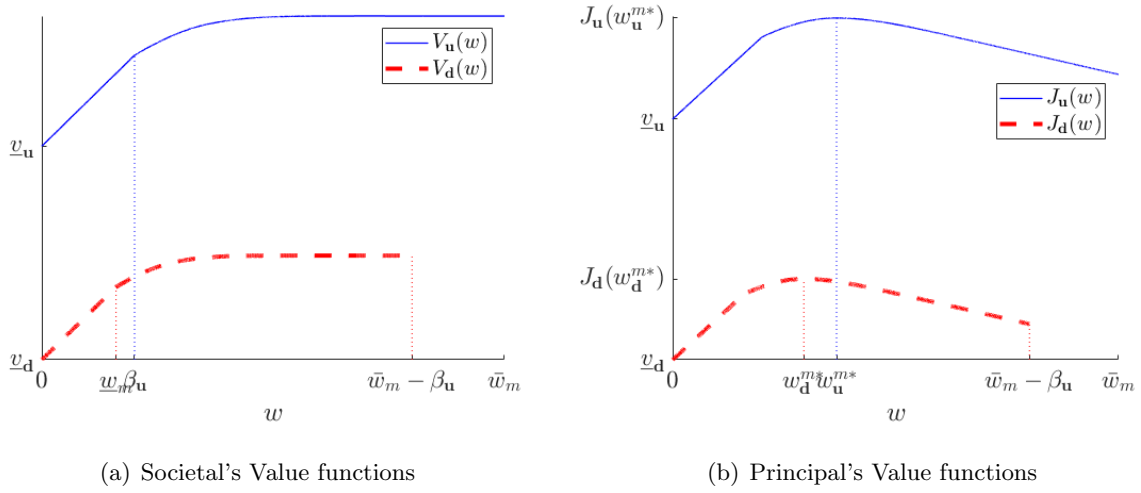 V_u(w)
V_d(w)
v_u
v_d
0
w_m
β_u
w̄_m − β_u
w̄_m
w
(a) Societal's Value functions
J_u(w_u^{m*})
J_u(w)
J_d(w)
v_u
J_d(w_d^{m*})
v_d
0
w_d^{m*}
w_u^{m*}
w̄_m − β_u
w̄_m
w
(b) Principal's Value functions